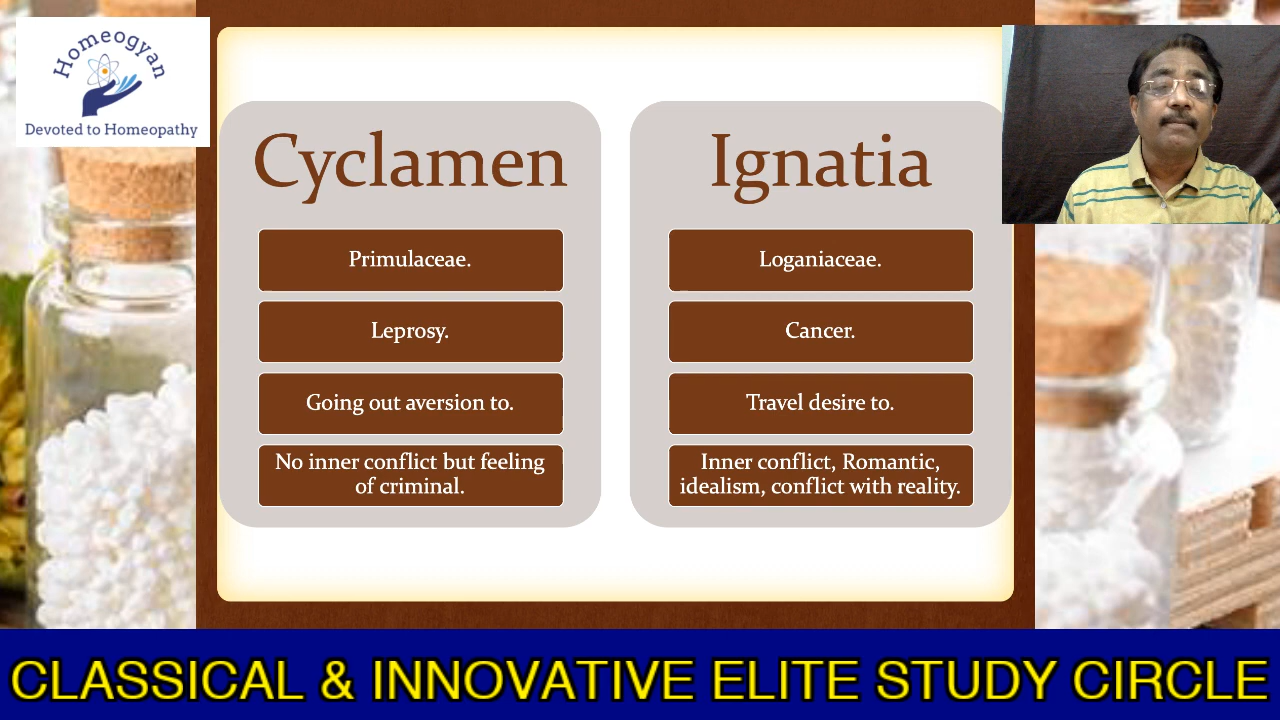 Homeogyan
Devoted to Homeopathy
Cyclamen
Primulaceae.
Leprosy.
Going out aversion to.
No inner conflict but feeling
of criminal.
Ignatia
Loganiaceae.
Cancer.
Travel desire to.
Inner conflict, Romantic,
idealism, conflict with reality.
CLASSICAL & INNOVATIVE ELITE STUDY CIRCLE